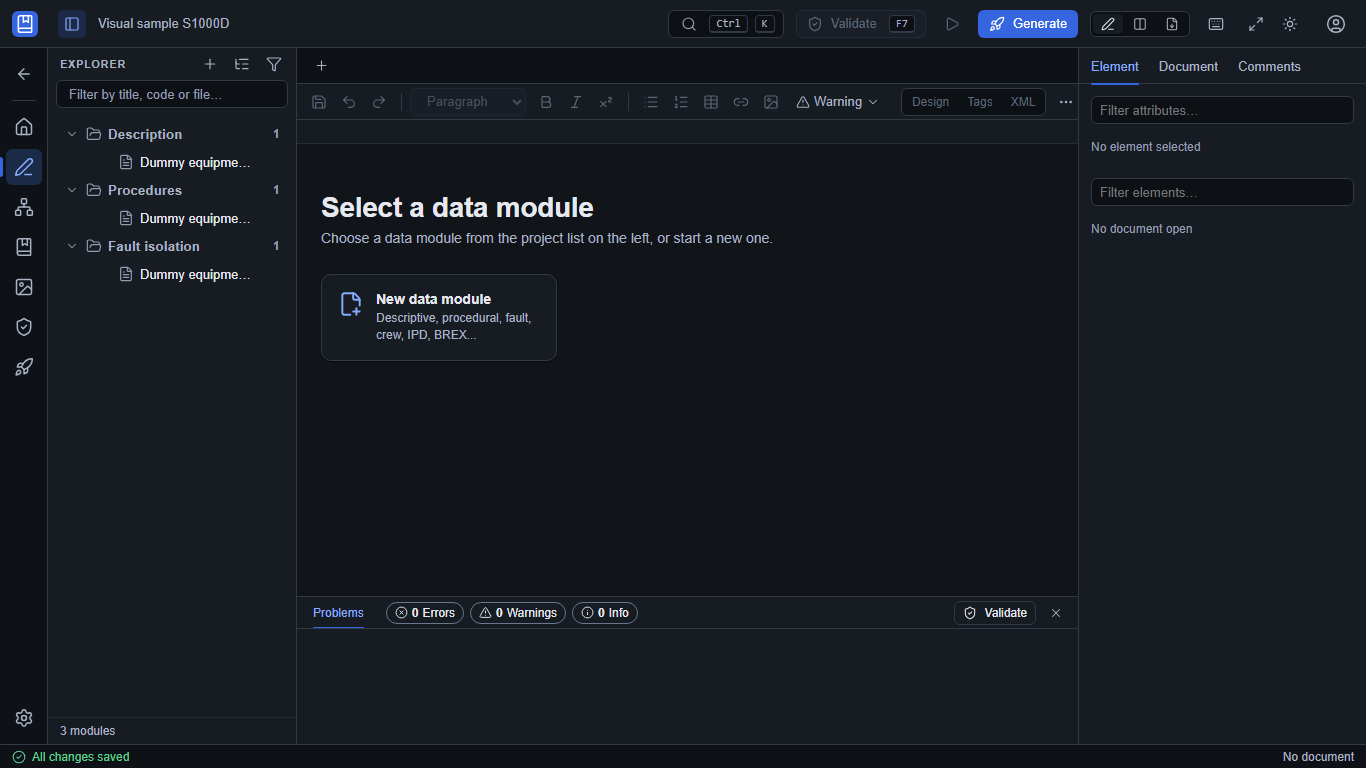 Visual sample S1000D
Ctrl K
Validate F7
Generate
EXPLORER
Filter by title, code or file…
Description 1
Dummy equipme…
Procedures 1
Dummy equipme…
Fault isolation 1
Dummy equipme…
3 modules
Paragraph
Warning
Design Tags XML
Select a data module
Choose a data module from the project list on the left, or start a new one.
New data module
Descriptive, procedural, fault,
crew, IPD, BREX...
Problems
0 Errors
0 Warnings
0 Info
Validate
Element Document Comments
Filter attributes…
No element selected
Filter elements…
No document open
All changes saved
No document